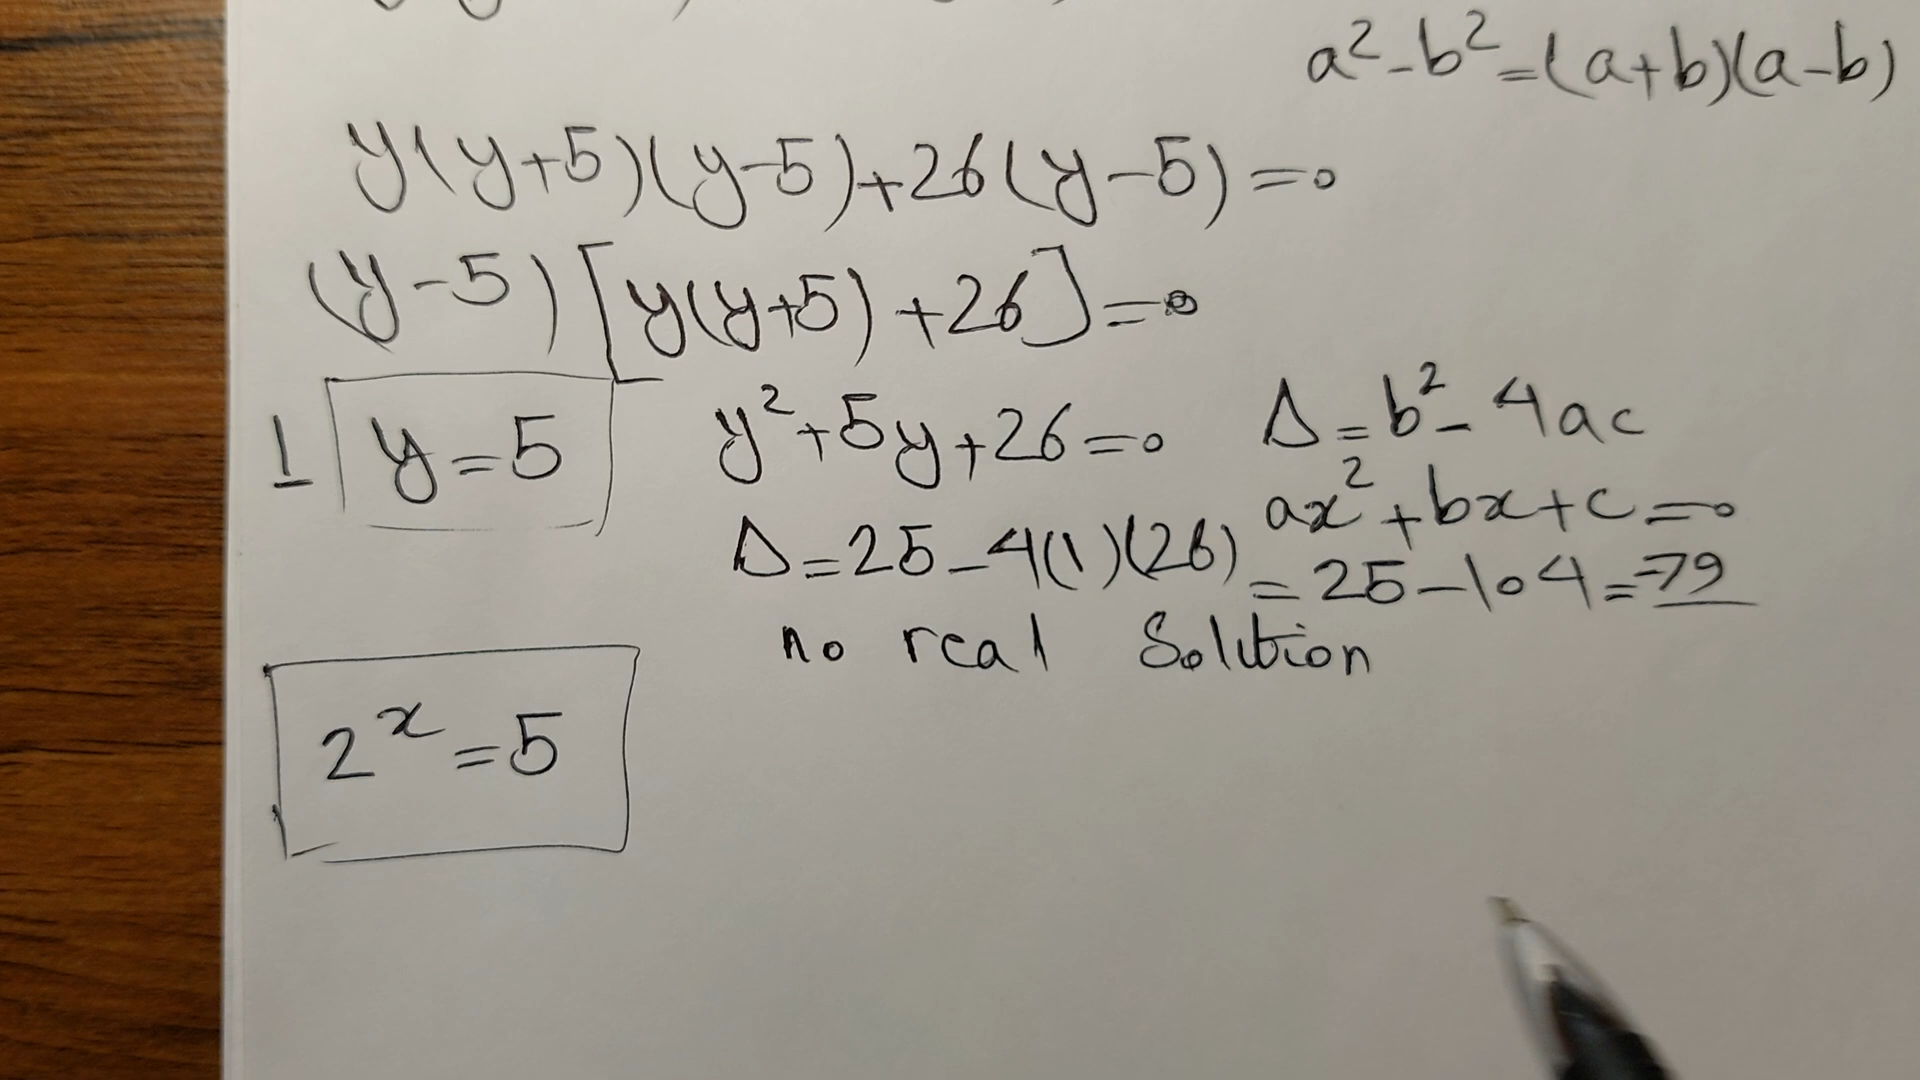 a²-b²=(a+b)(a-b)
y(y+5)(y-5)+26(y-5)=0
(y-5)[y(y+5)+26]=0
1 y=5
y²+5y+26=0
Δ=b²-4ac
ax²+bx+c=0
Δ=25-4(1)(26)=25-104=-79
no real Solution
2ˣ=5